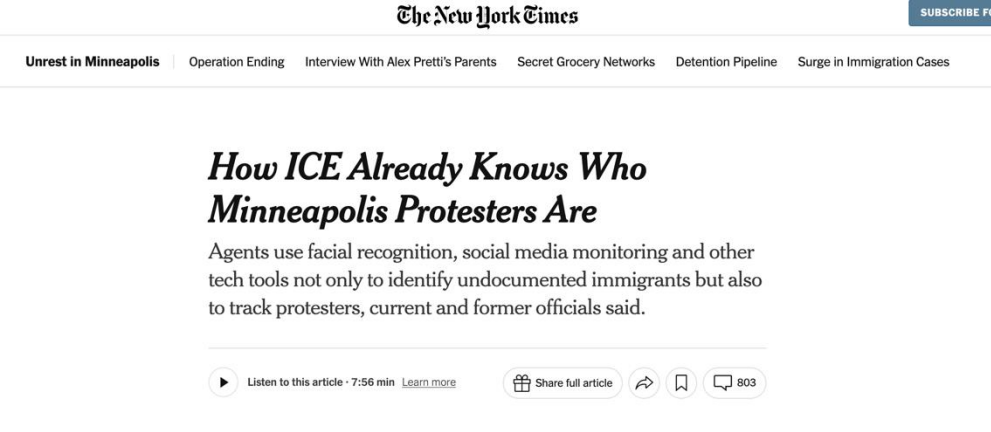 The New York Times
SUBSCRIBE FO
Unrest in Minneapolis Operation Ending Interview With Alex Pretti's Parents Secret Grocery Networks Detention Pipeline Surge in Immigration Cases
How ICE Already Knows Who
Minneapolis Protesters Are
Agents use facial recognition, social media monitoring and other
tech tools not only to identify undocumented immigrants but also
to track protesters, current and former officials said.
Listen to this article · 7:56 min Learn more Share full article 803